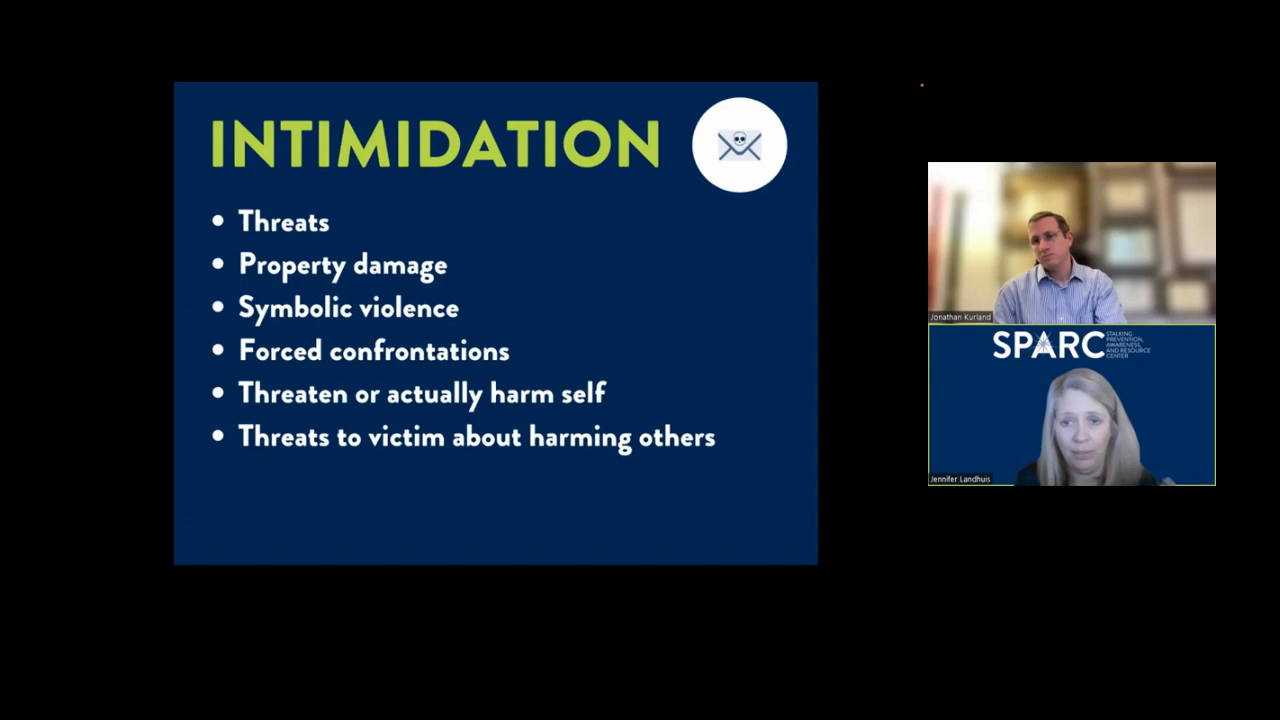 INTIMIDATION
Threats
Property damage
Symbolic violence
Forced confrontations
Threaten or actually harm self
Threats to victim about harming others
Jonathan Kurland
SPARC
STALKING
PREVENTION,
AWARENESS,
AND RESOURCE
CENTER
Jennifer Landhuis